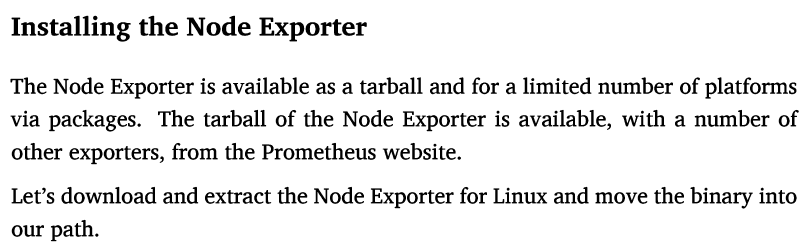 Installing the Node Exporter
The Node Exporter is available as a tarball and for a limited number of platforms
via packages. The tarball of the Node Exporter is available, with a number of
other exporters, from the Prometheus website.
Let’s download and extract the Node Exporter for Linux and move the binary into
our path.